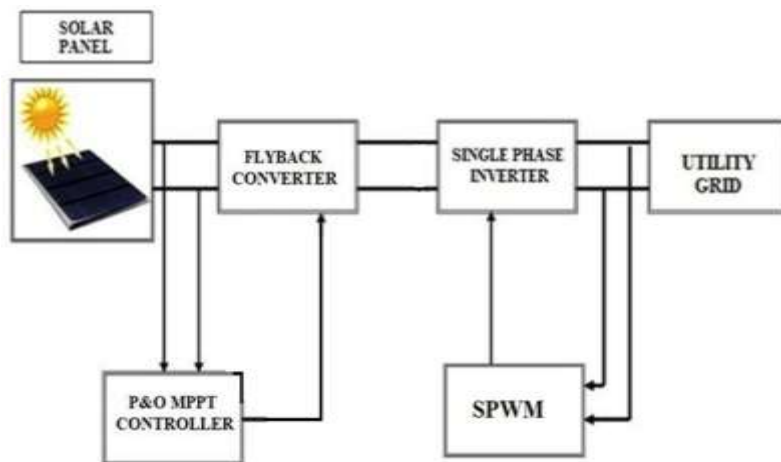 SOLAR
PANEL
FLYBACK
CONVERTER
SINGLE PHASE
INVERTER
UTILITY
GRID
P&O MPPT
CONTROLLER
SPWM